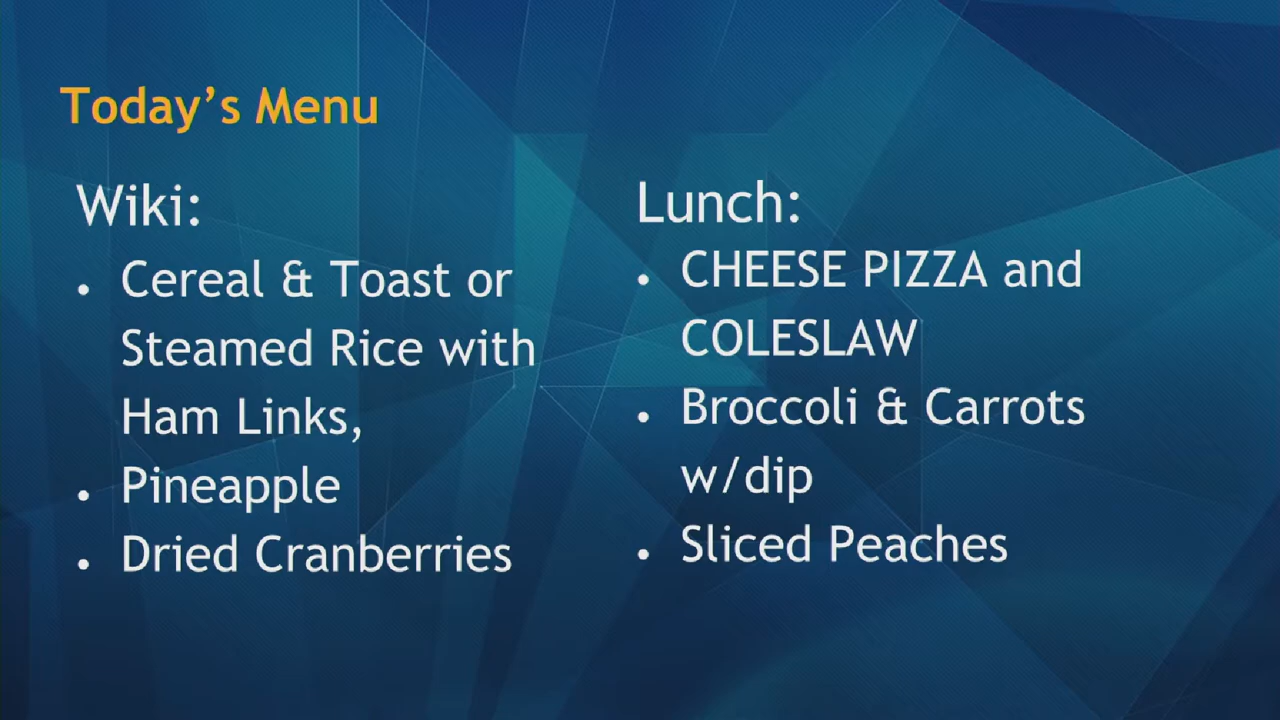 Today’s Menu
Wiki:
• Cereal & Toast or
Steamed Rice with
Ham Links,
• Pineapple
• Dried Cranberries
Lunch:
• CHEESE PIZZA and
COLESLAW
• Broccoli & Carrots
w/dip
• Sliced Peaches